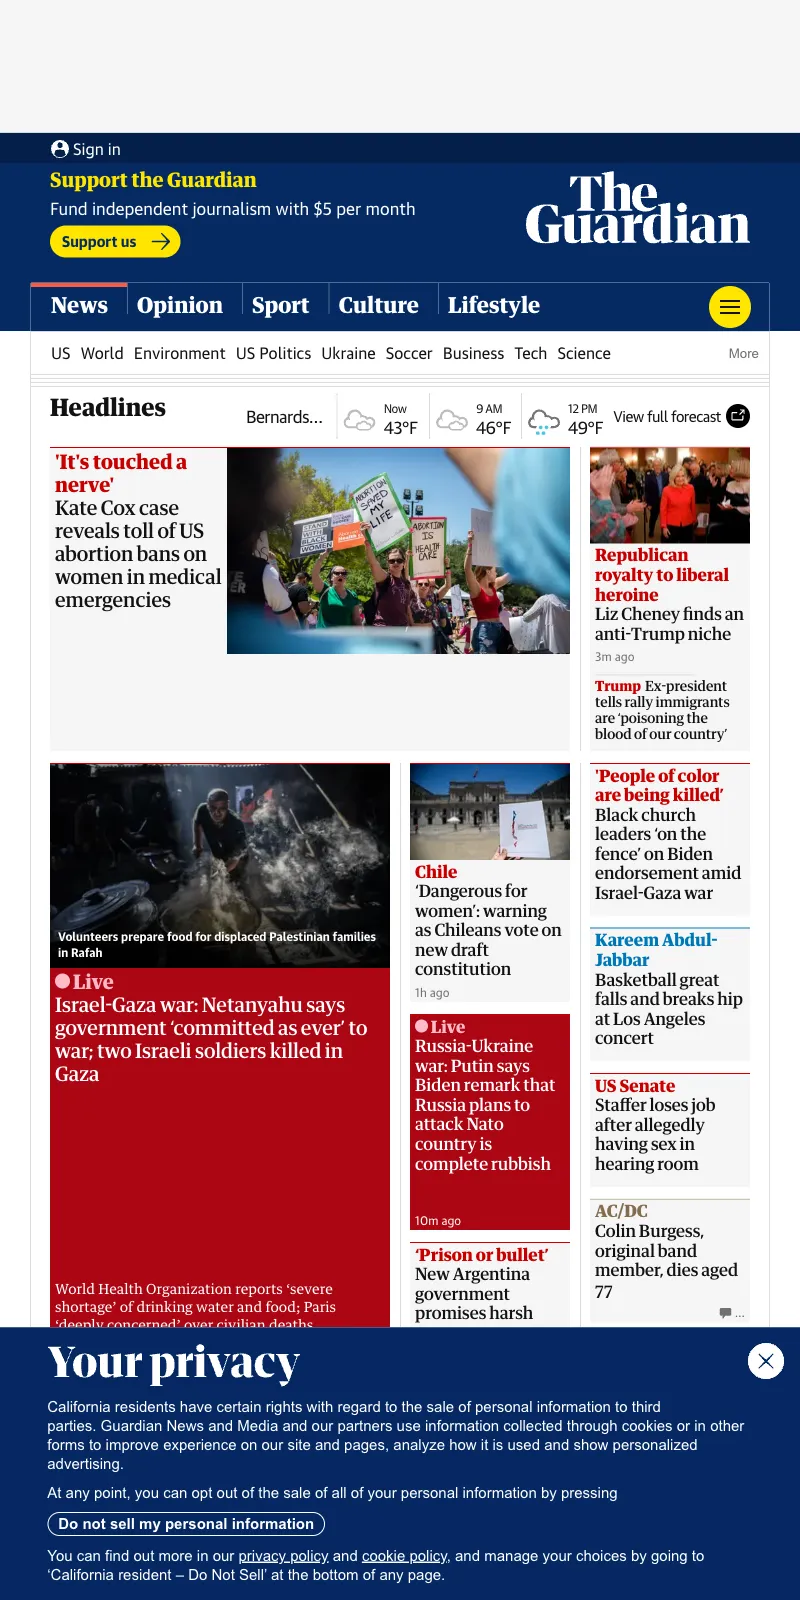 Sign in
Support the Guardian
Fund independent journalism with $5 per month
Support us
The
Guardian
News Opinion Sport Culture Lifestyle
US World Environment US Politics Ukraine Soccer Business Tech Science More
Headlines
Bernards...
Now
43°F
9 AM
46°F
12 PM
49°F
View full forecast
'It's touched a
nerve'
Kate Cox case
reveals toll of US
abortion bans on
women in medical
emergencies
STAND
WITH
BLACK
WOMEN
ABORTION
SAVED
MY
LIFE
ABORTION
IS
HEALTH
CARE
Republican
royalty to liberal
heroine
Liz Cheney finds an
anti-Trump niche
3m ago
Trump Ex-president
tells rally immigrants
are ‘poisoning the
blood of our country’
Volunteers prepare food for displaced Palestinian families
in Rafah
Live
Israel-Gaza war: Netanyahu says
government ‘committed as ever’ to
war; two Israeli soldiers killed in
Gaza
World Health Organization reports ‘severe
shortage’ of drinking water and food; Paris
‘deeply concerned’ over civilian deaths
Chile
‘Dangerous for
women’: warning
as Chileans vote on
new draft
constitution
1h ago
Live
Russia-Ukraine
war: Putin says
Biden remark that
Russia plans to
attack Nato
country is
complete rubbish
10m ago
‘Prison or bullet’
New Argentina
government
promises harsh
'People of color
are being killed’
Black church
leaders ‘on the
fence’ on Biden
endorsement amid
Israel-Gaza war
Kareem Abdul-
Jabbar
Basketball great
falls and breaks hip
at Los Angeles
concert
US Senate
Staffer loses job
after allegedly
having sex in
hearing room
AC/DC
Colin Burgess,
original band
member, dies aged
77
...
Your privacy
California residents have certain rights with regard to the sale of personal information to third
parties. Guardian News and Media and our partners use information collected through cookies or in other
forms to improve experience on our site and pages, analyze how it is used and show personalized
advertising.
At any point, you can opt out of the sale of all of your personal information by pressing
Do not sell my personal information
You can find out more in our privacy policy and cookie policy, and manage your choices by going to
‘California resident – Do Not Sell’ at the bottom of any page.